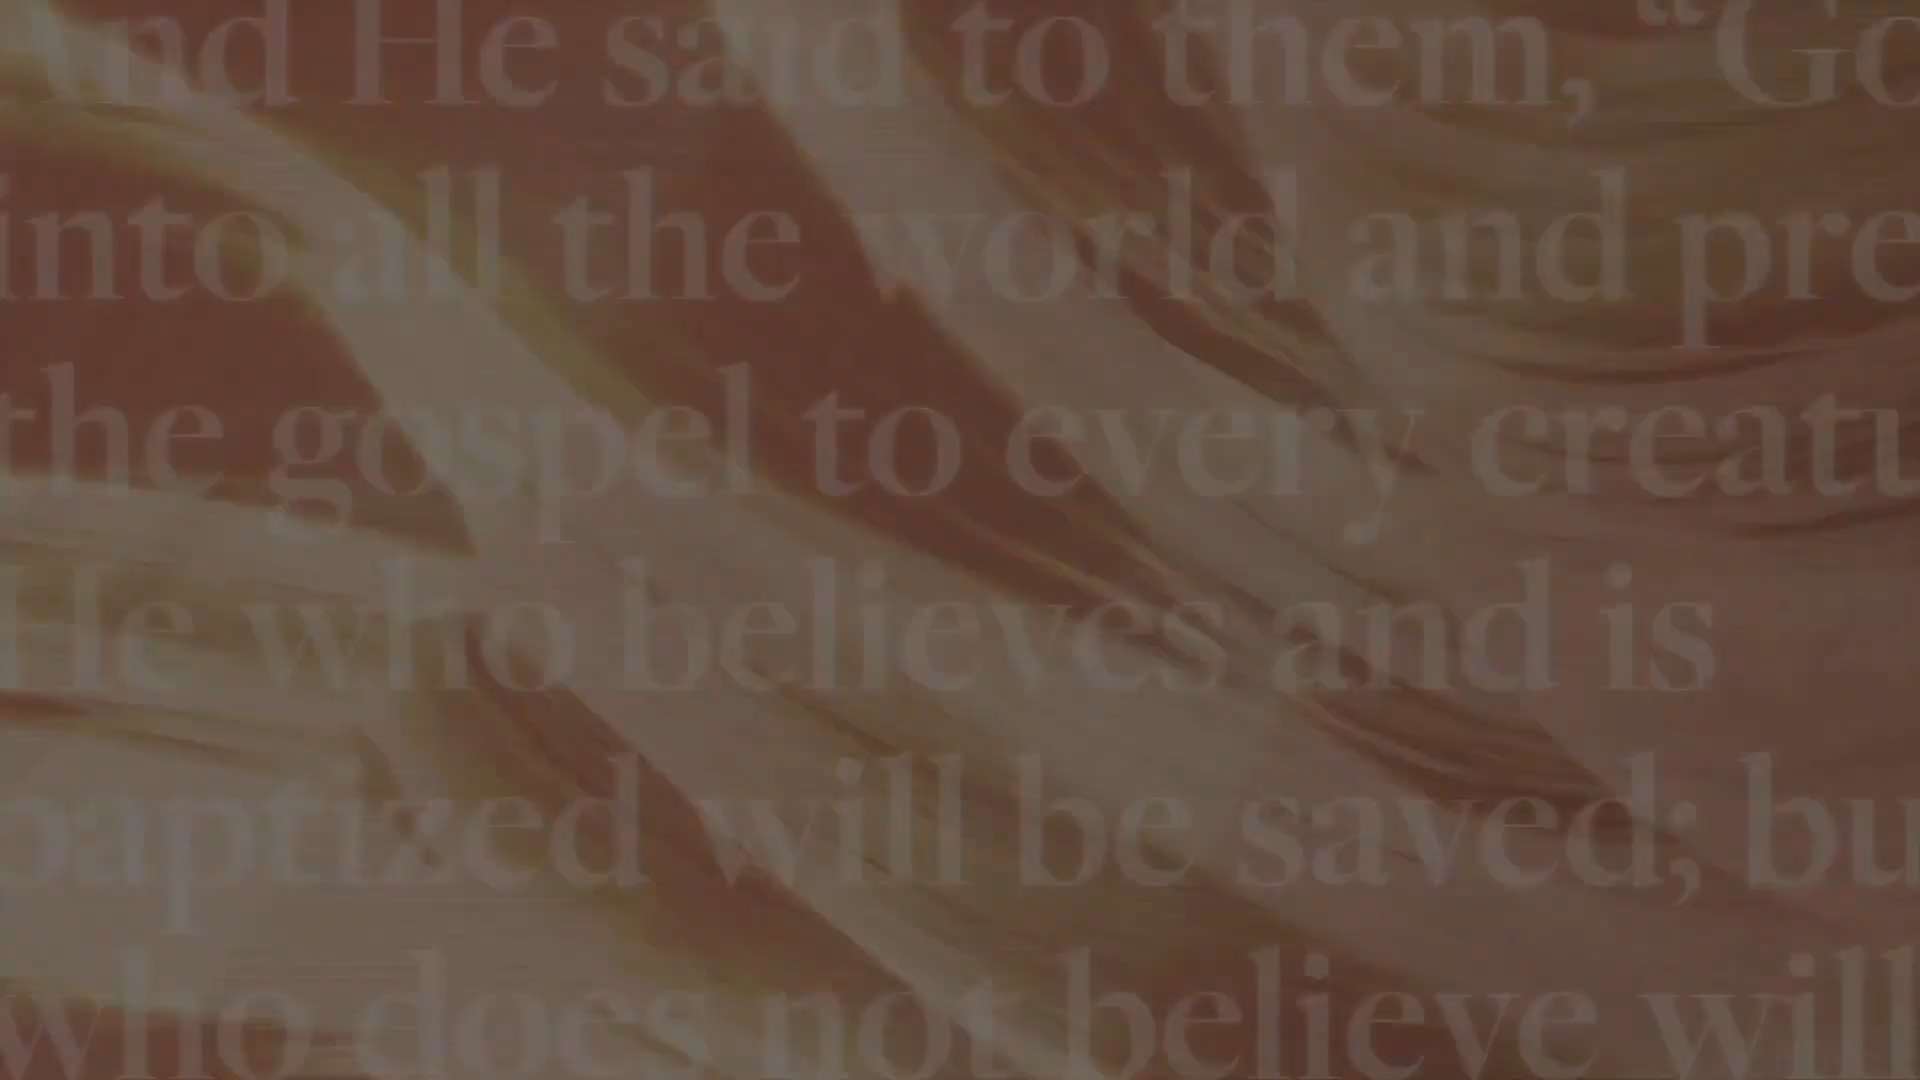 and He said to them, "Go
into all the world and pre
the gospel to every creatu
He who believes and is
baptized will be saved; bu
who does not believe will